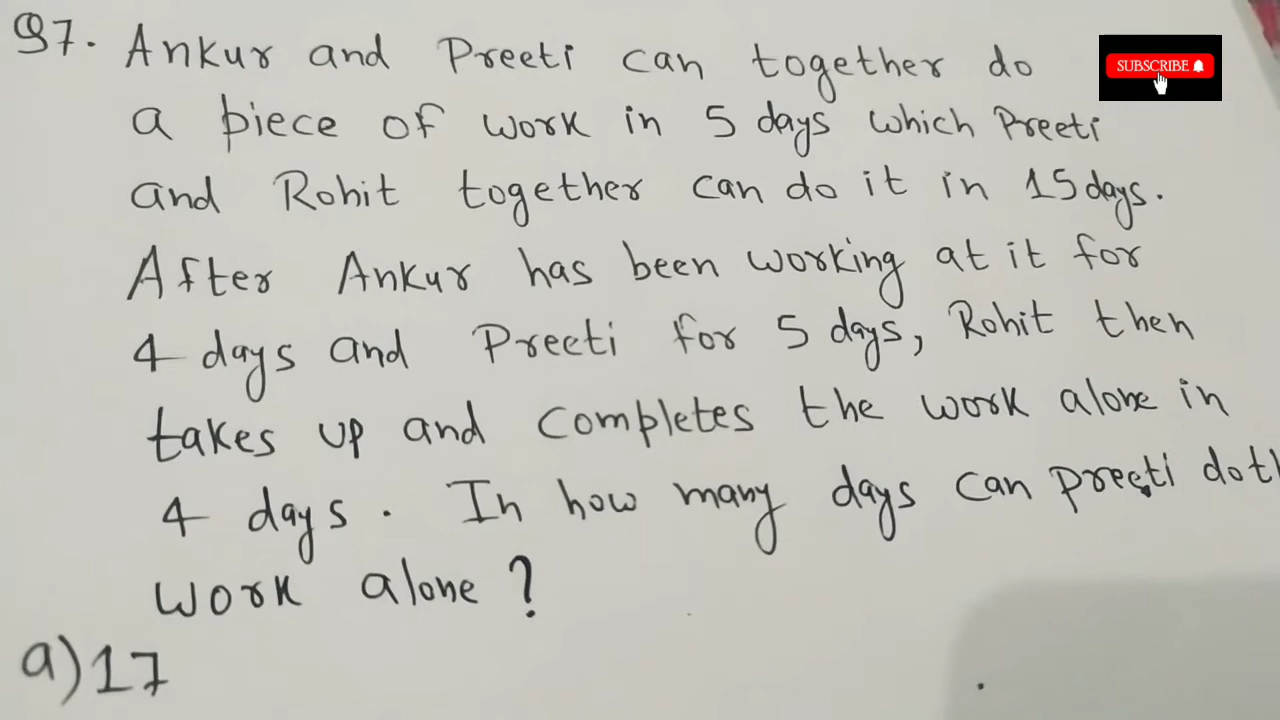 Q7. Ankur and Preeti can together do
SUBSCRIBE
a piece of work in 5 days which Preeti
and Rohit together can do it in 15 days.
After Ankur has been working at it for
4 days and Preeti for 5 days, Rohit then
takes up and completes the work alone in
4 days. In how many days can preeti do th
work alone?
a) 17